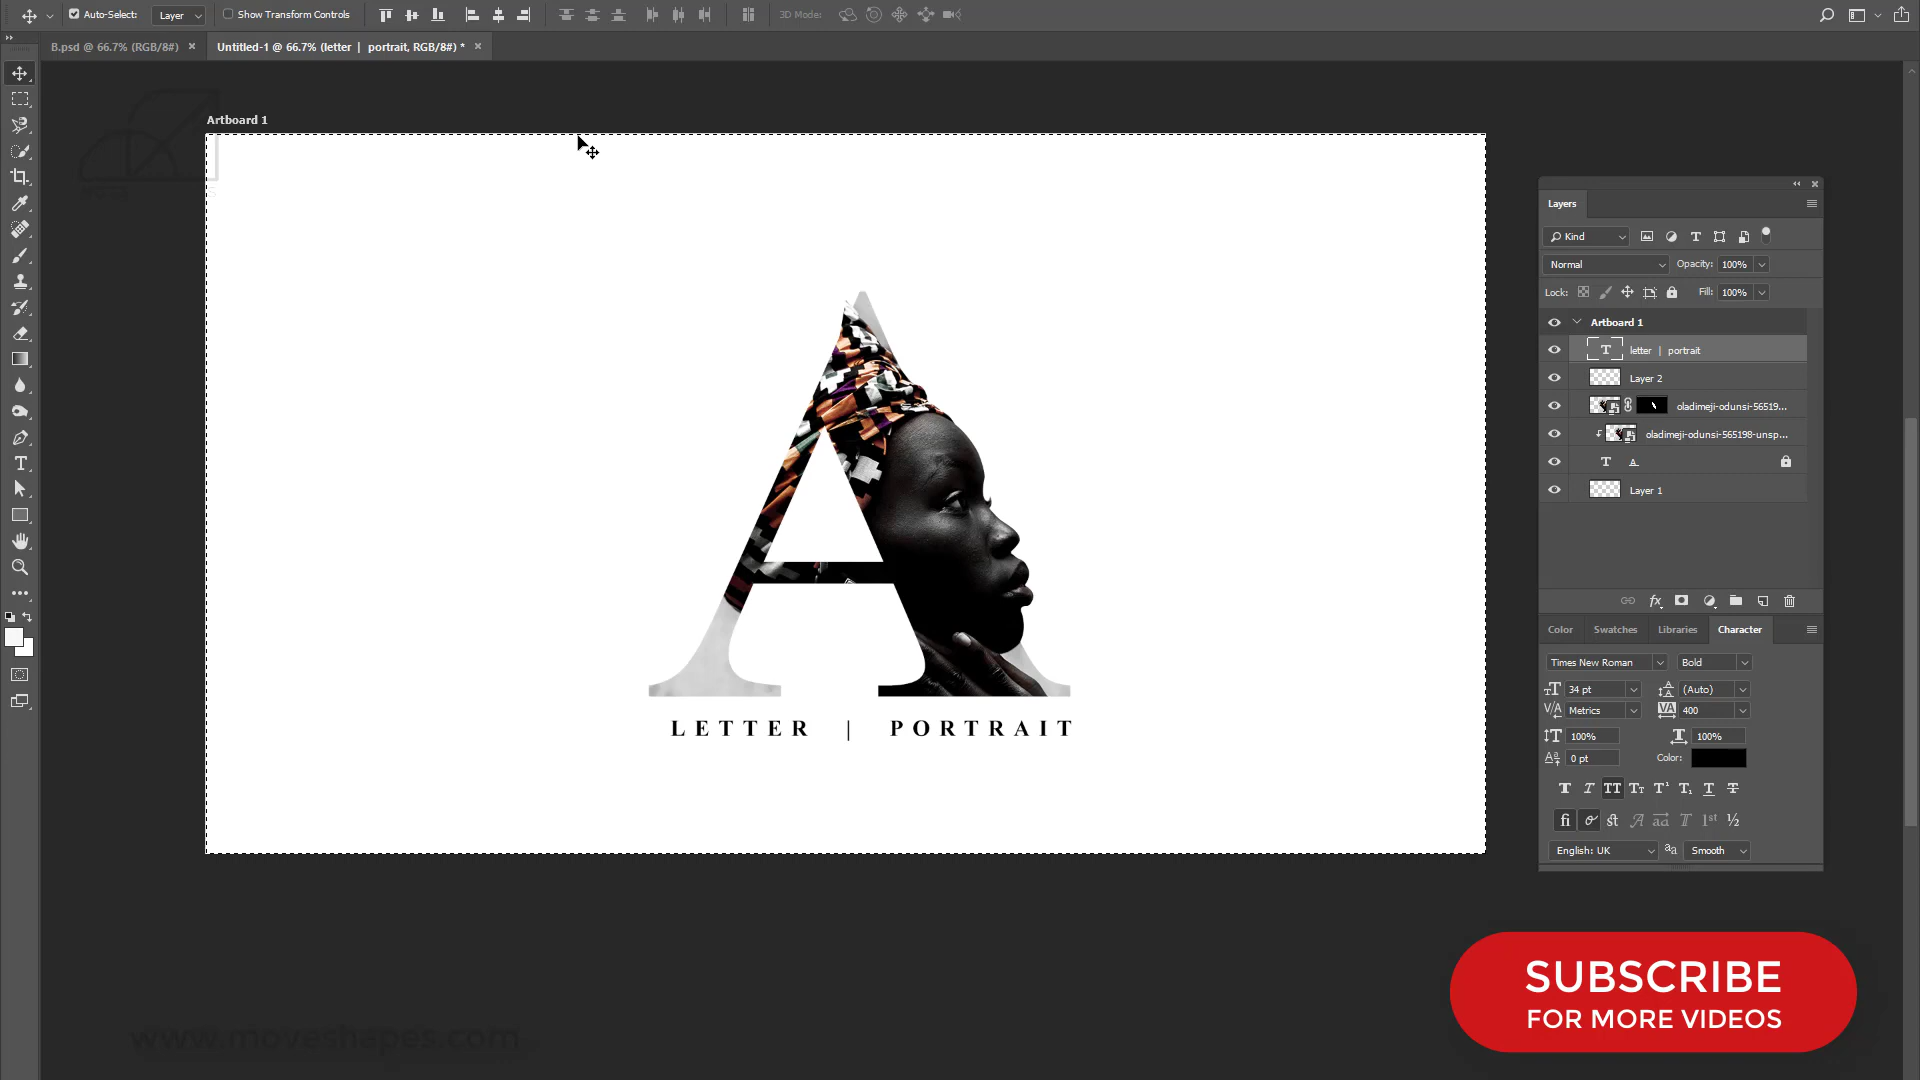 Auto-Select:
Layer
Show Transform Controls
3D Mode:
B.psd @ 66.7% (RGB/8#)
Untitled-1 @ 66.7% (letter | portrait, RGB/8#) *
Artboard 1
LETTER | PORTRAIT
Layers
Kind
Normal
Opacity: 100%
Lock:
Fill: 100%
Artboard 1
letter | portrait
Layer 2
oladimeji-odunsi-56519...
oladimeji-odunsi-565198-unsp...
A
Layer 1
Color
Swatches
Libraries
Character
Times New Roman
Bold
34 pt
(Auto)
Metrics
400
100%
100%
0 pt
Color:
English: UK
Smooth
SUBSCRIBE
FOR MORE VIDEOS
www.moveshapes.com